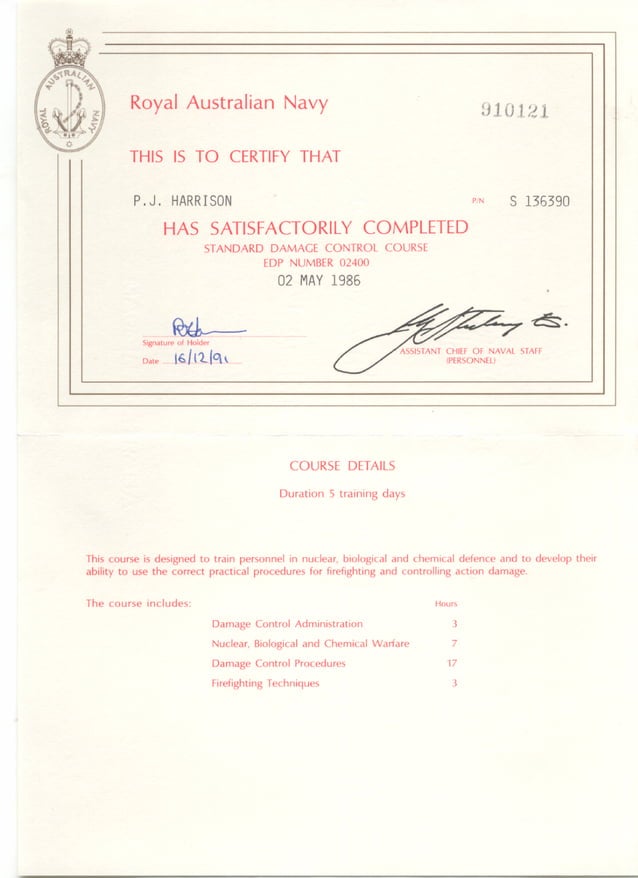 AUSTRALIAN
ROYAL NAVY
Royal Australian Navy
910121
THIS IS TO CERTIFY THAT
P.J. HARRISON P/N S 136390
HAS SATISFACTORILY COMPLETED
STANDARD DAMAGE CONTROL COURSE
EDP NUMBER 02400
02 MAY 1986
Signature of Holder
Date 16/12/91
ASSISTANT CHIEF OF NAVAL STAFF
(PERSONNEL)
COURSE DETAILS
Duration 5 training days
This course is designed to train personnel in nuclear, biological and chemical defence and to develop their
ability to use the correct practical procedures for firefighting and controlling action damage.
The course includes: Hours
Damage Control Administration 3
Nuclear, Biological and Chemical Warfare 7
Damage Control Procedures 17
Firefighting Techniques 3